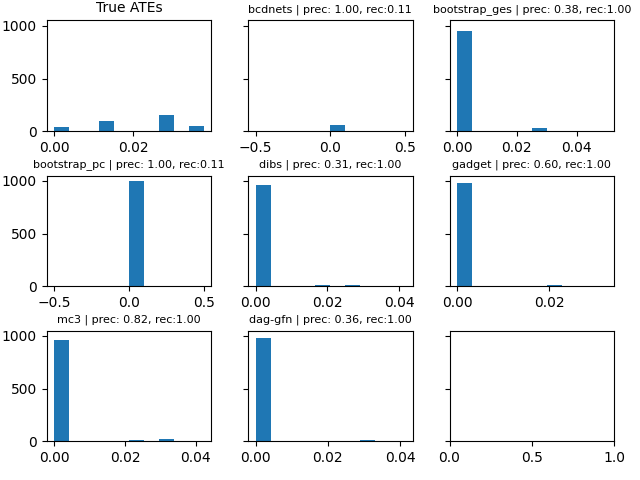 True ATEs
bcdnets | prec: 1.00, rec:0.11
bootstrap_ges | prec: 0.38, rec:1.00
1000
500
0
0.00 0.02
−0.5 0.0 0.5
0.00 0.02 0.04
bootstrap_pc | prec: 1.00, rec:0.11
dibs | prec: 0.31, rec:1.00
gadget | prec: 0.60, rec:1.00
1000
500
0
−0.5 0.0 0.5
0.00 0.02 0.04
0.00 0.02
mc3 | prec: 0.82, rec:1.00
dag-gfn | prec: 0.36, rec:1.00
1000
500
0
0.00 0.02 0.04
0.00 0.02 0.04
0.0 0.5 1.0